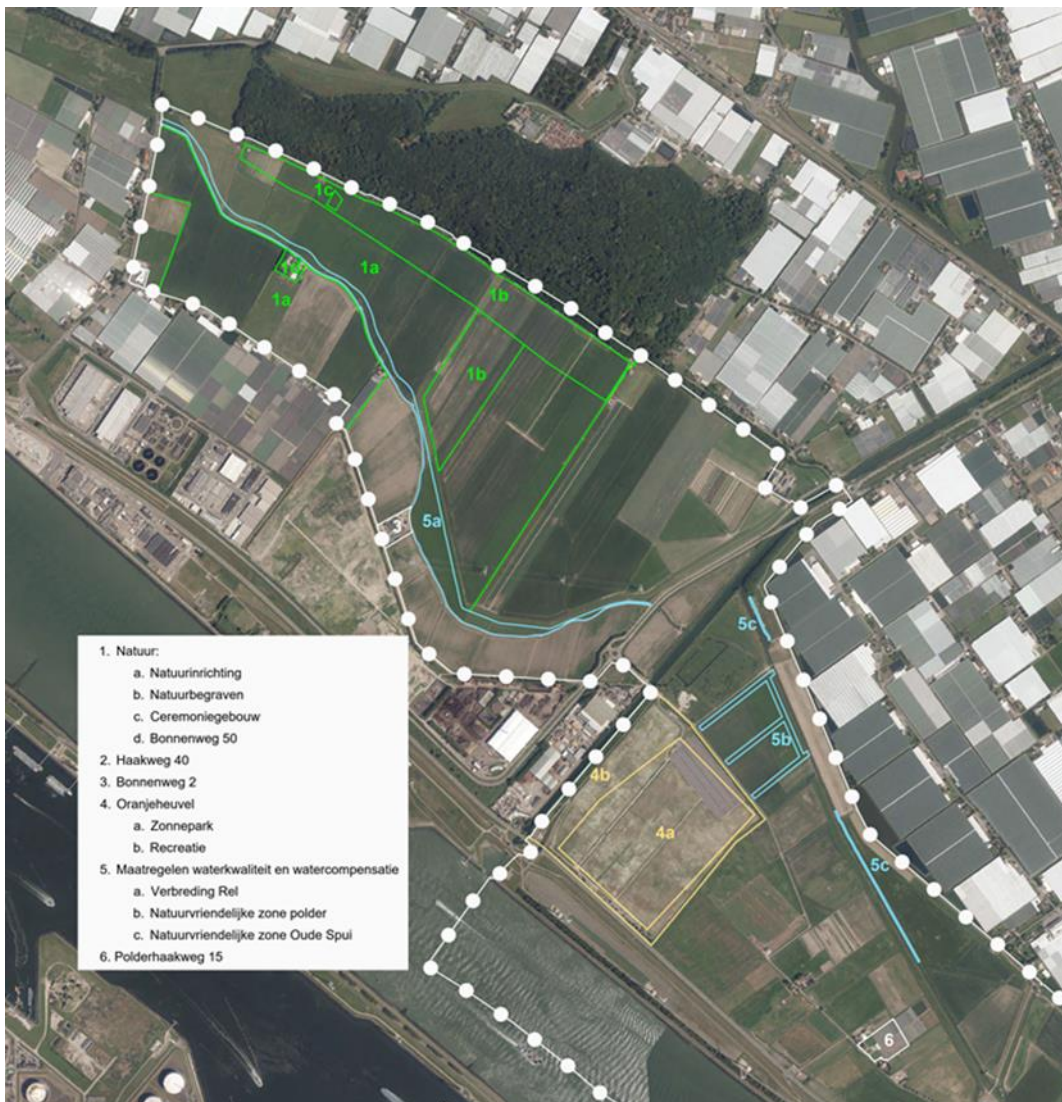 1c
1a
1b
1a
1b
5a
3
5c
5b
4b
4a
5c
6
1. Natuur:
a. Natuurinrichting
b. Natuurbegraven
c. Ceremoniegebouw
d. Bonnenweg 50
2. Haakweg 40
3. Bonnenweg 2
4. Oranjeheuvel
a. Zonnepark
b. Recreatie
5. Maatregelen waterkwaliteit en watercompensatie
a. Verbreding Rel
b. Natuurvriendelijke zone polder
c. Natuurvriendelijke zone Oude Spui
6. Polderhaakweg 15